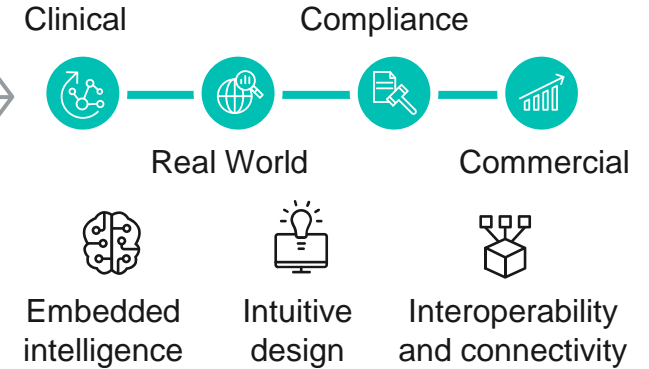 Clinical
Compliance
Real World
Commercial
Embedded
intelligence
Intuitive
design
Interoperability
and connectivity